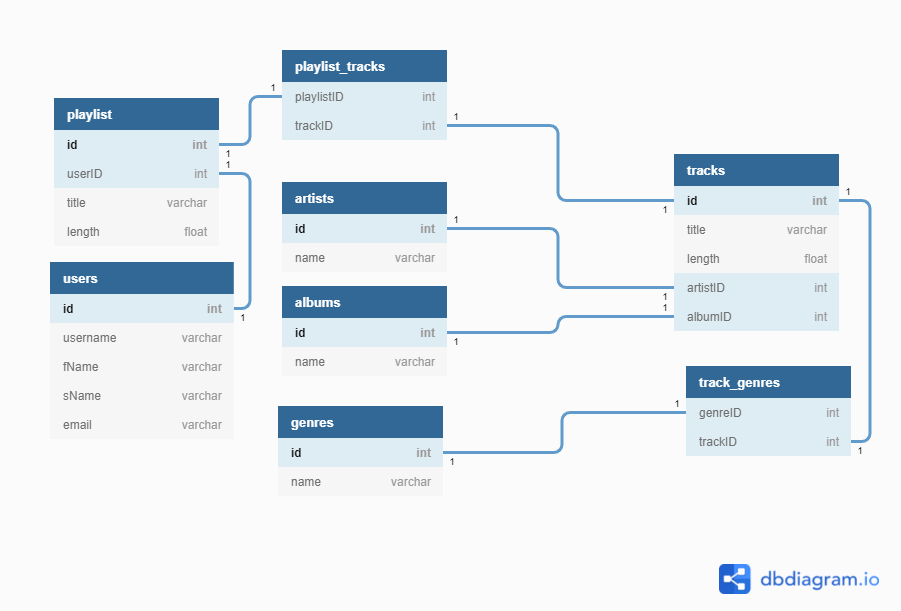 playlist_tracks
playlistID int
trackID int
1
1
playlist
id int
userID int
title varchar
length float
1
1
users
id int
username varchar
fName varchar
sName varchar
email varchar
1
artists
id int
name varchar
1
albums
id int
name varchar
1
genres
id int
name varchar
1
tracks
id int
title varchar
length float
artistID int
albumID int
1
1
1
1
track_genres
genreID int
trackID int
1
1
dbdiagram.io